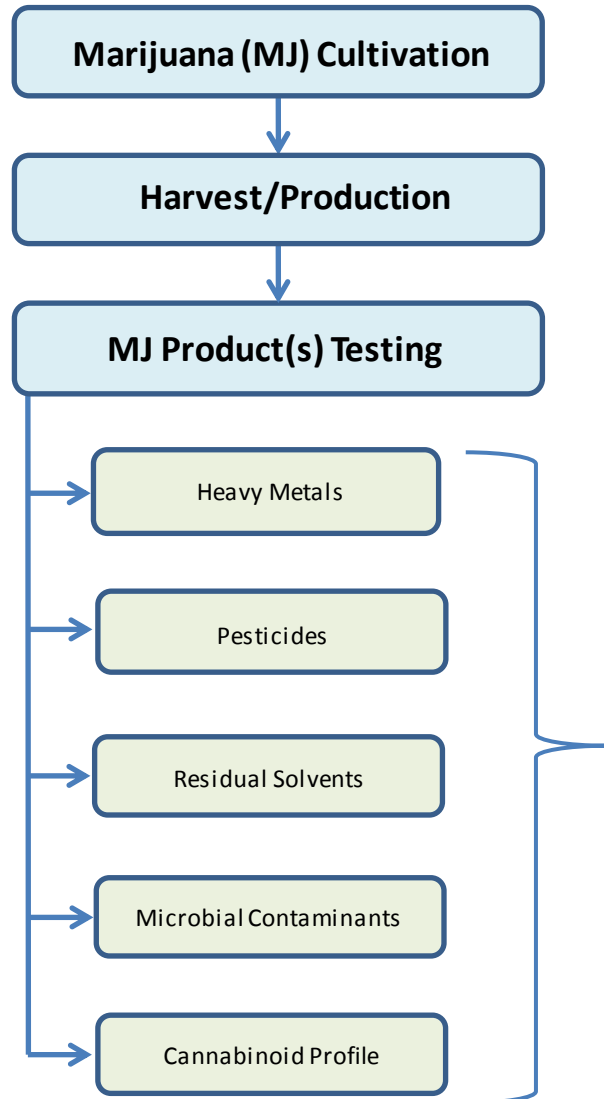 Marijuana (MJ) Cultivation
Harvest/Production
MJ Product(s) Testing
Heavy Metals
Pesticides
Residual Solvents
Microbial Contaminants
Cannabinoid Profile